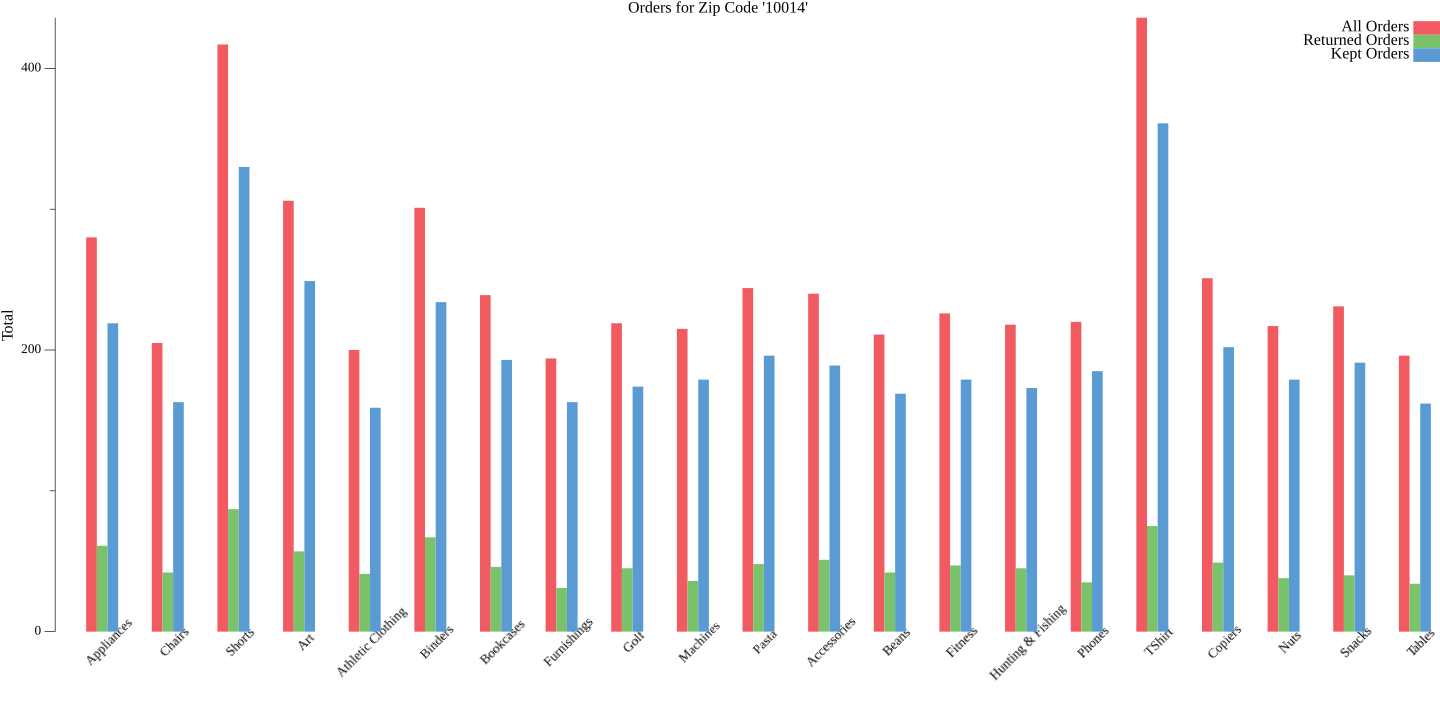 Orders for Zip Code '10014'
All Orders
Returned Orders
Kept Orders
Total
400
200
0
Appliances
Chairs
Shorts
Art
Athletic Clothing
Binders
Bookcases
Furnishings
Golf
Machines
Pasta
Accessories
Beans
Fitness
Hunting & Fishing
Phones
TShirt
Copiers
Nuts
Snacks
Tables